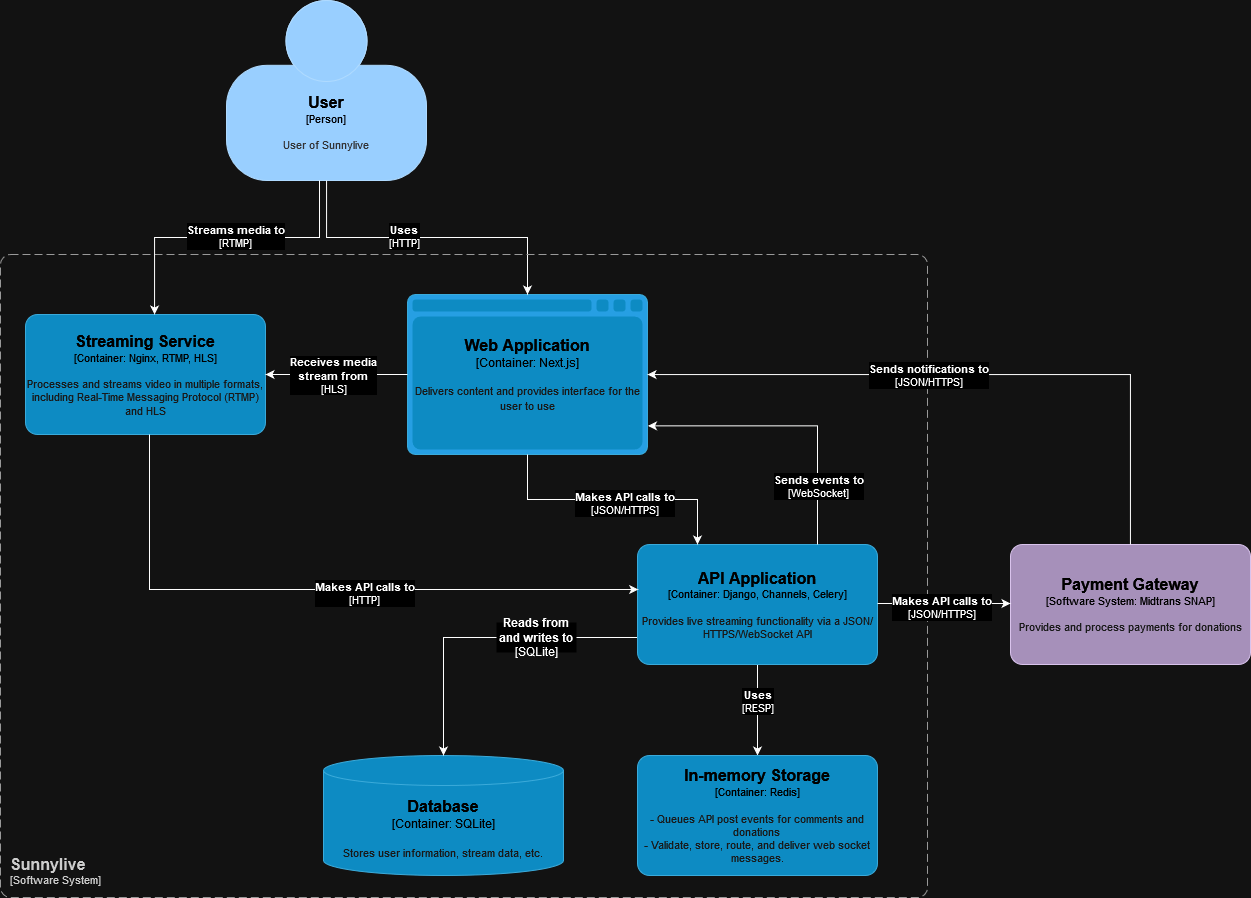 User
[Person]
User of Sunnylive
Streams media to
[RTMP]
Uses
[HTTP]
Streaming Service
[Container: Nginx, RTMP, HLS]
Processes and streams video in multiple formats,
including Real-Time Messaging Protocol (RTMP)
and HLS
Receives media
stream from
[HLS]
Web Application
[Container: Next.js]
Delivers content and provides interface for the
user to use
Sends notifications to
[JSON/HTTPS]
Sends events to
[WebSocket]
Makes API calls to
[JSON/HTTPS]
Makes API calls to
[HTTP]
API Application
[Container: Django, Channels, Celery]
Provides live streaming functionality via a JSON/
HTTPS/WebSocket API
Makes API calls to
[JSON/HTTPS]
Payment Gateway
[Software System: Midtrans SNAP]
Provides and process payments for donations
Reads from
and writes to
[SQLite]
Uses
[RESP]
Database
[Container: SQLite]
Stores user information, stream data, etc.
In-memory Storage
[Container: Redis]
- Queues API post events for comments and
donations
- Validate, store, route, and deliver web socket
messages.
Sunnylive
[Software System]